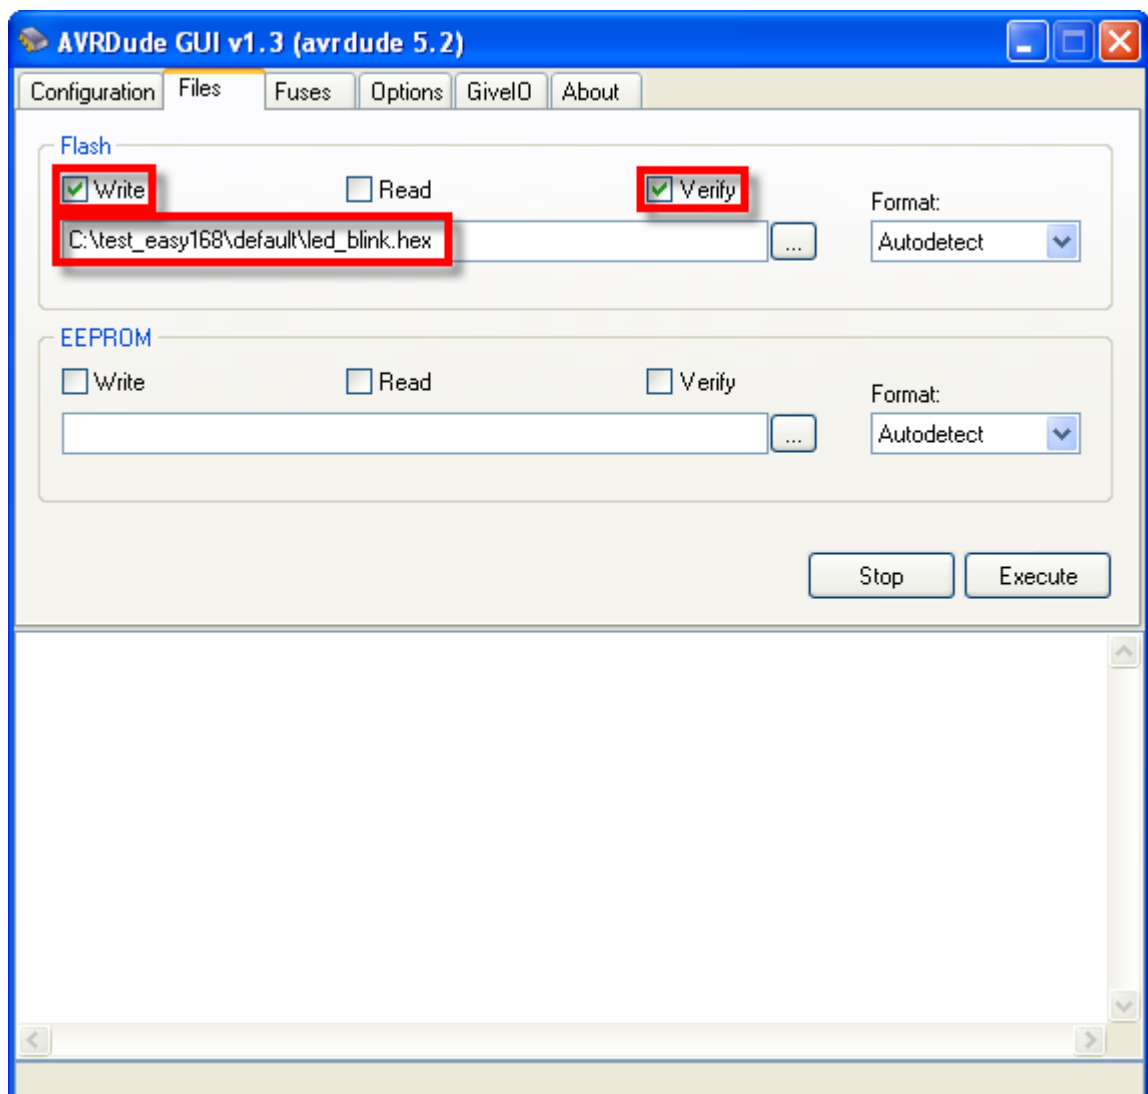 AVRDude GUI v1.3 (avrdude 5.2)
Configuration Files Fuses Options GiveIO About
Flash
Write Read Verify
Format:
C:\test_easy168\default\led_blink.hex ... Autodetect
EEPROM
Write Read Verify
Format:
... Autodetect
Stop Execute